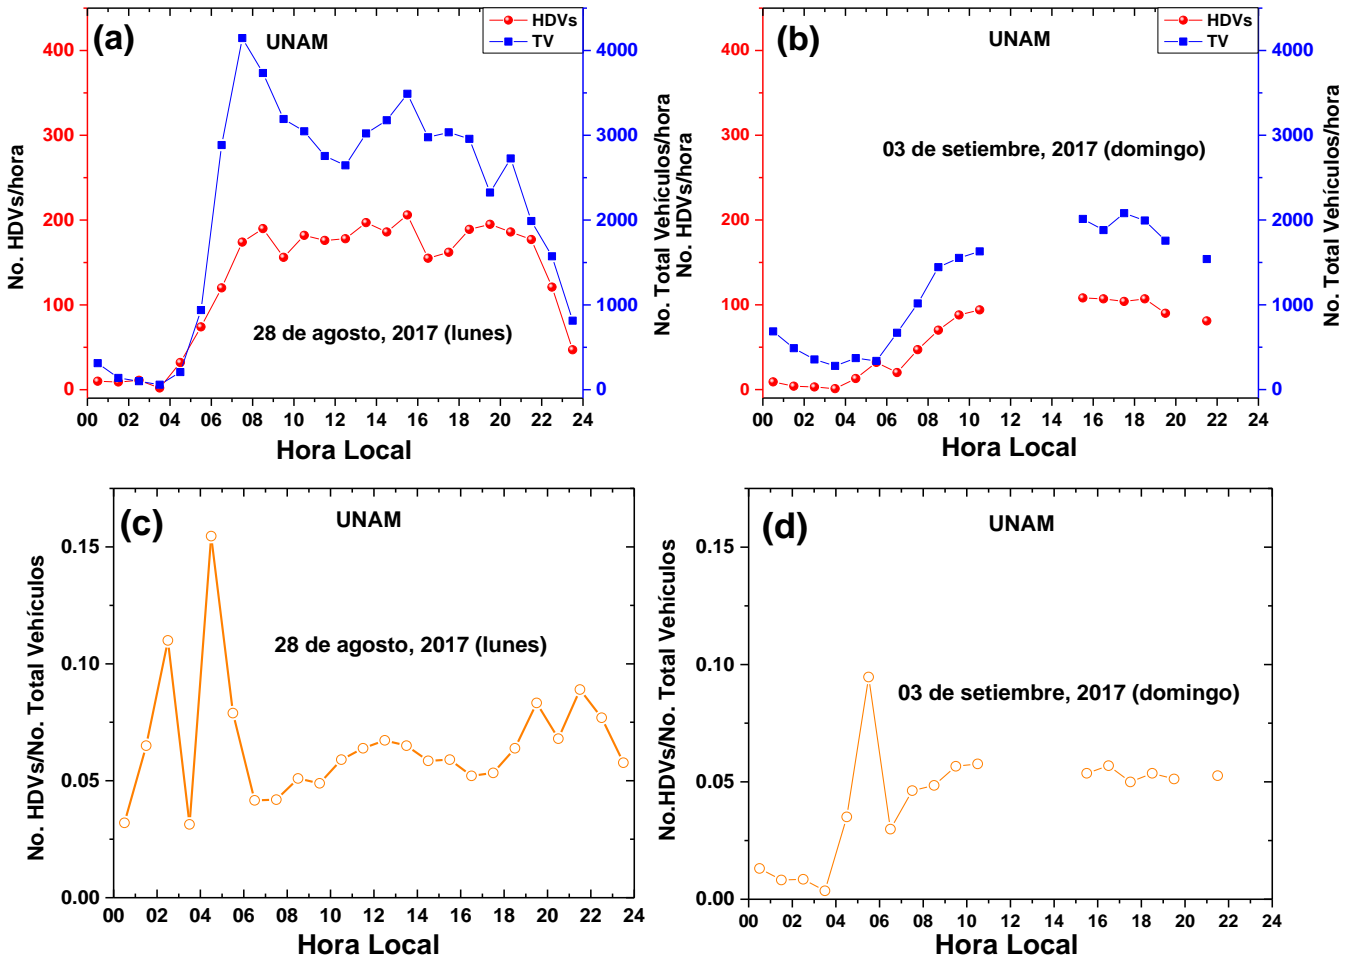 (a)
UNAM
HDVs
TV
400
300
200
100
0
4000
3000
2000
1000
0
No. HDVs/hora
No. Total Vehículos/hora
28 de agosto, 2017 (lunes)
00 02 04 06 08 10 12 14 16 18 20 22 24
Hora Local
(b)
UNAM
HDVs
TV
400
300
200
100
0
4000
3000
2000
1000
0
No. HDVs/hora
No. Total Vehículos/hora
03 de setiembre, 2017 (domingo)
00 02 04 06 08 10 12 14 16 18 20 22 24
Hora Local
(c)
UNAM
0.15
0.10
0.05
0.00
No. HDVs/No. Total Vehículos
28 de agosto, 2017 (lunes)
00 02 04 06 08 10 12 14 16 18 20 22 24
Hora Local
(d)
UNAM
0.15
0.10
0.05
0.00
No.HDVs/No. Total Vehículos
03 de setiembre, 2017 (domingo)
00 02 04 06 08 10 12 14 16 18 20 22 24
Hora Local